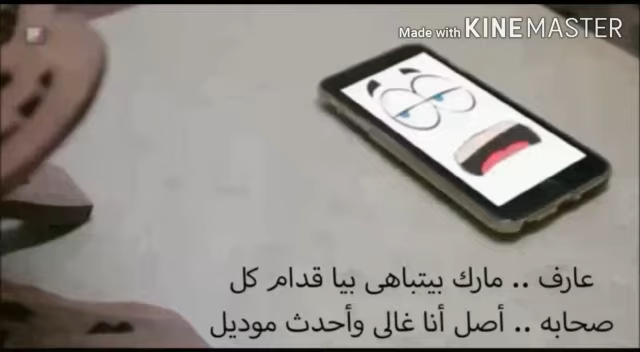 Made with KINEMASTER
عارف .. مارك بيتباهى بيا قدام كل
صحابه .. أصل أنا غالى وأحدث موديل